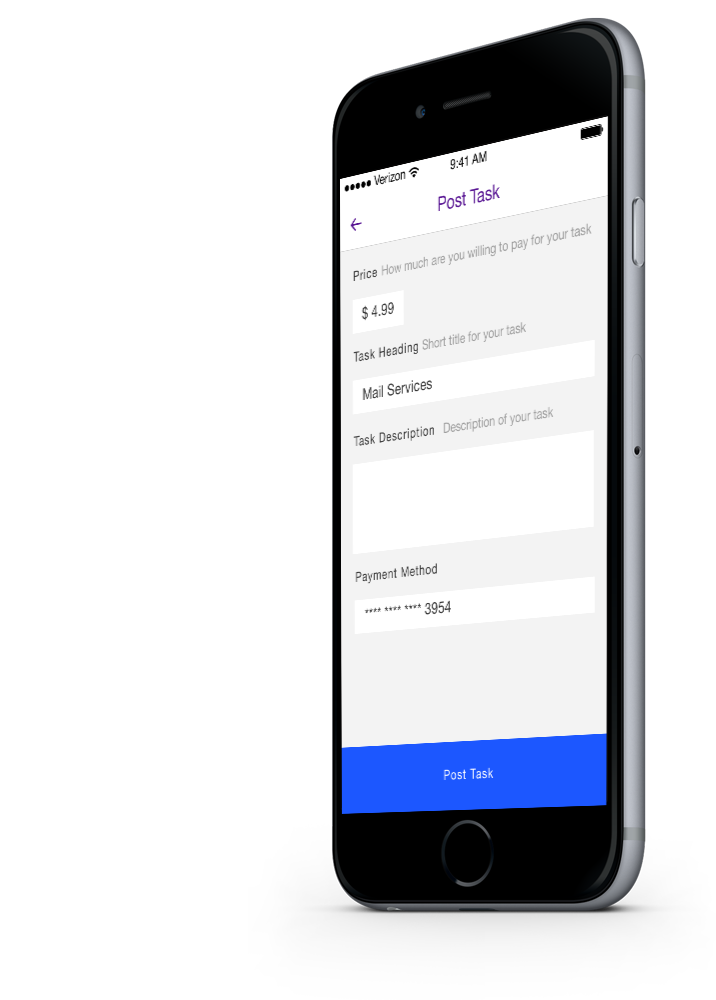 Verizon 9:41 AM
Post Task
Price How much are you willing to pay for your task
$ 4.99
Task Heading Short title for your task
Mail Services
Task Description Description of your task
Payment Method
**** **** **** 3954
Post Task